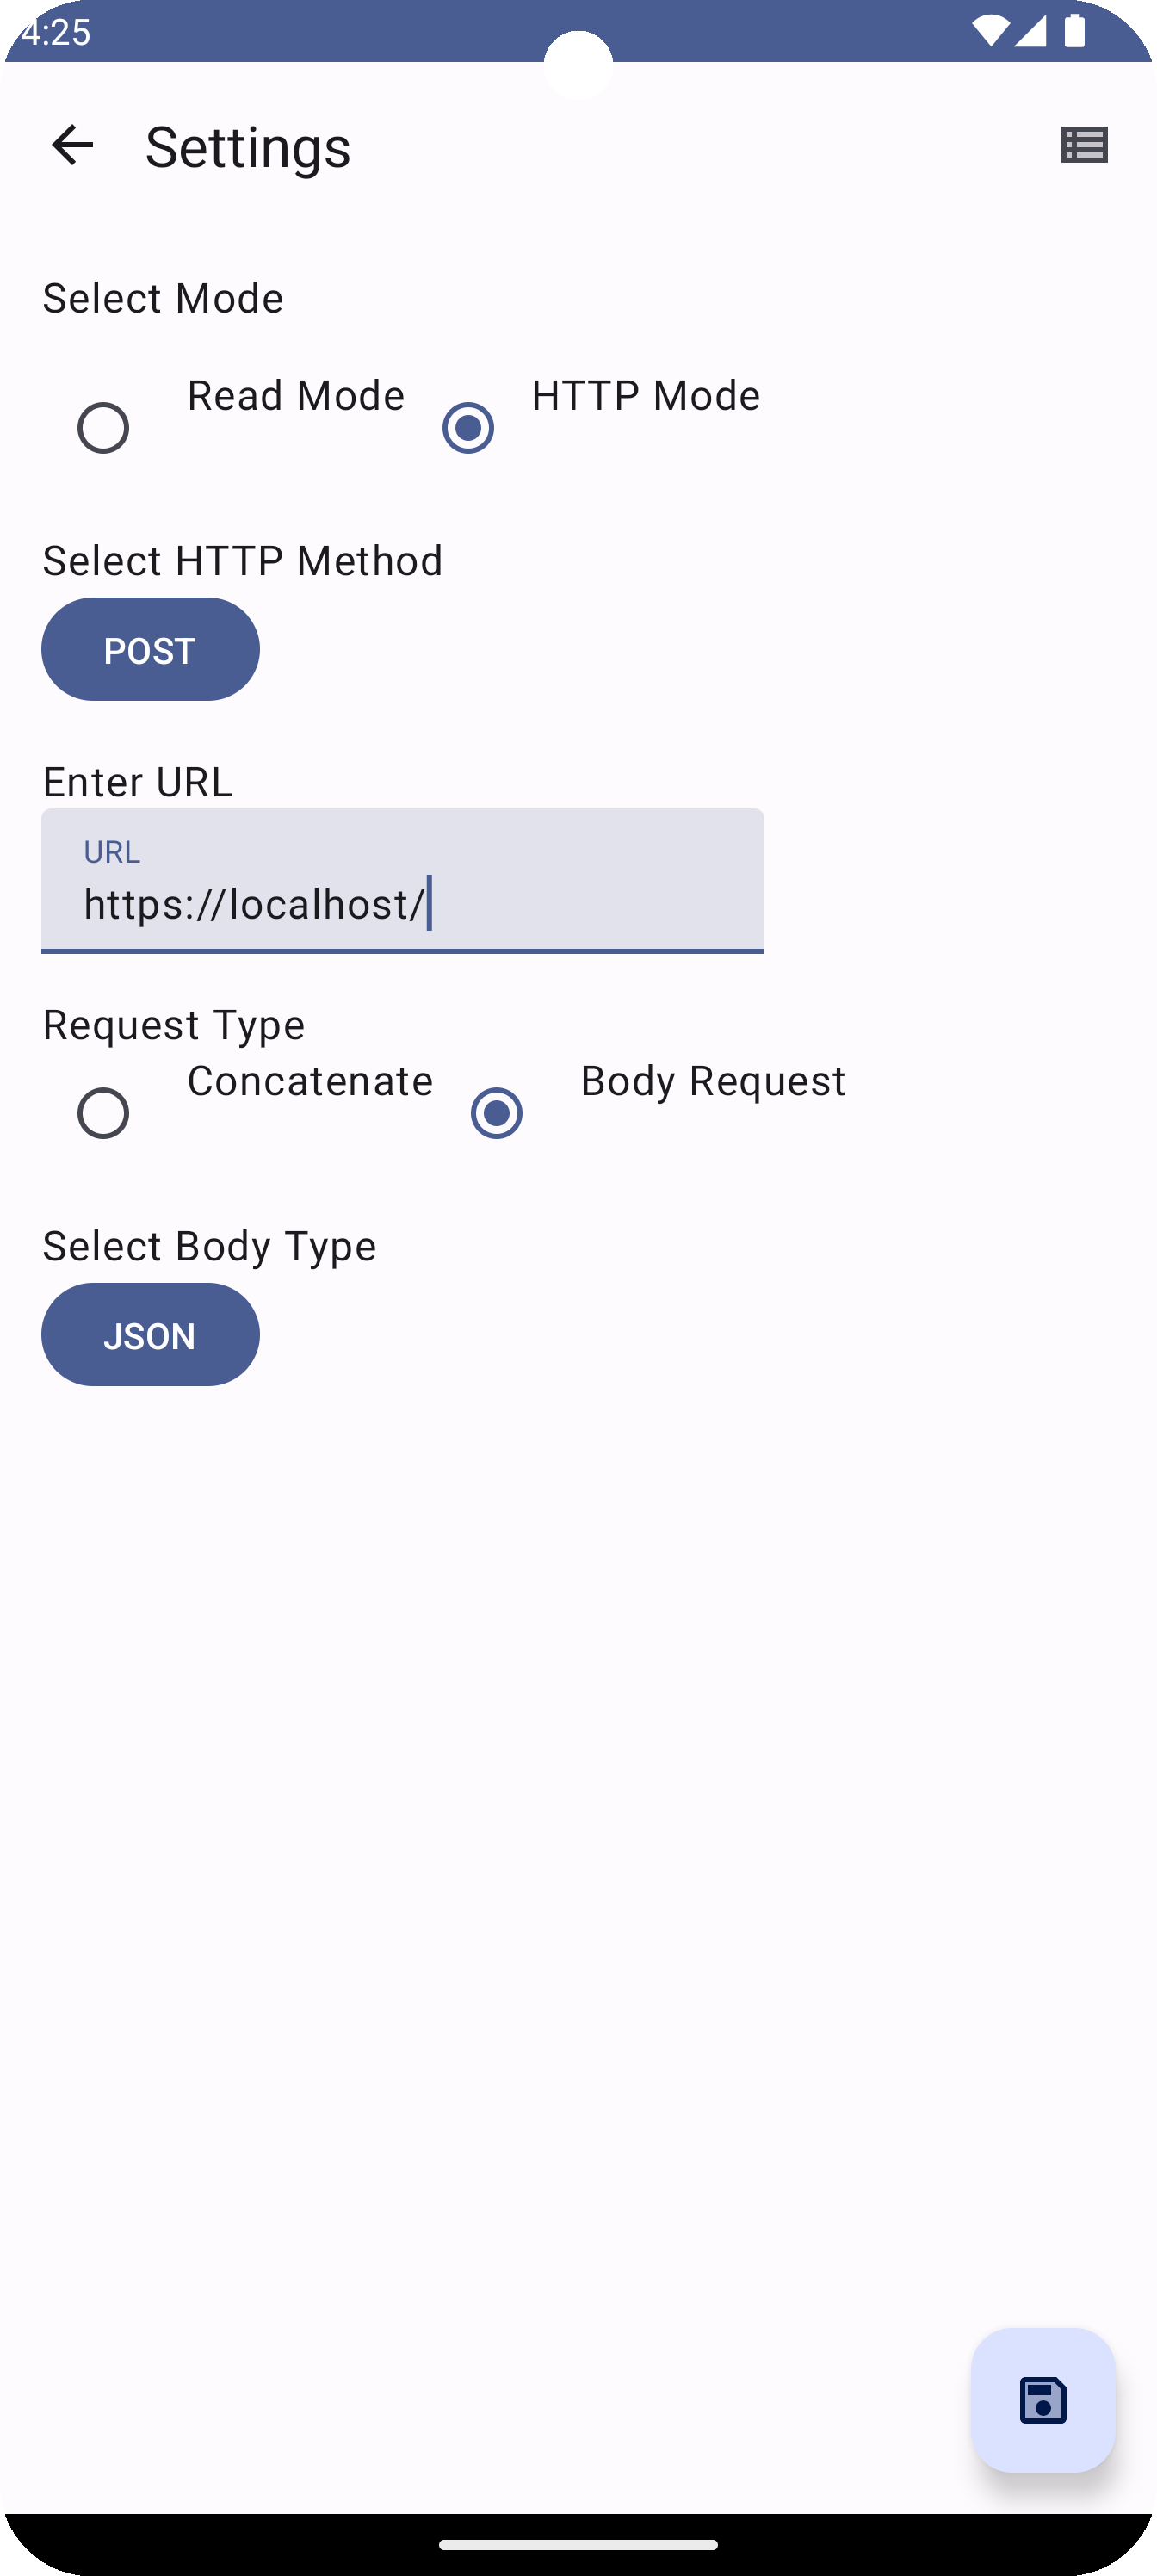 4:25
Settings
Select Mode
Read Mode HTTP Mode
Select HTTP Method
POST
Enter URL
URL
https://localhost/
Request Type
Concatenate Body Request
Select Body Type
JSON